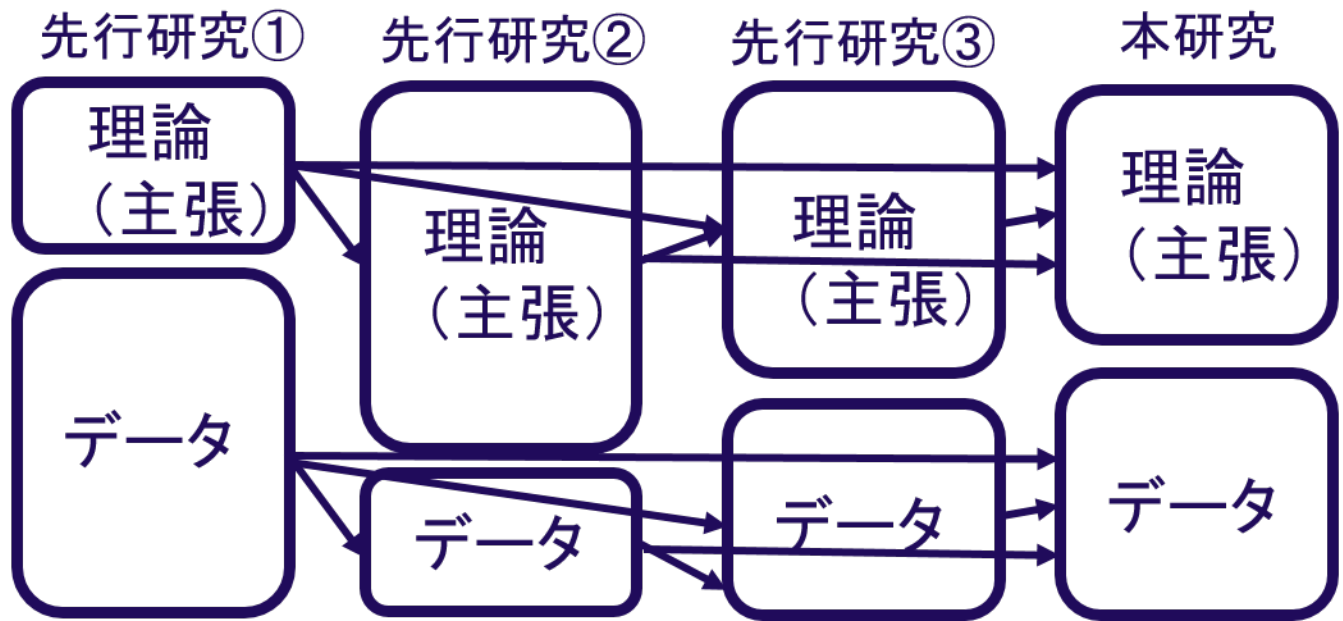 先行研究①
先行研究②
先行研究③
本研究
理論
（主張）
データ
理論
（主張）
データ
理論
（主張）
データ
理論
（主張）
データ